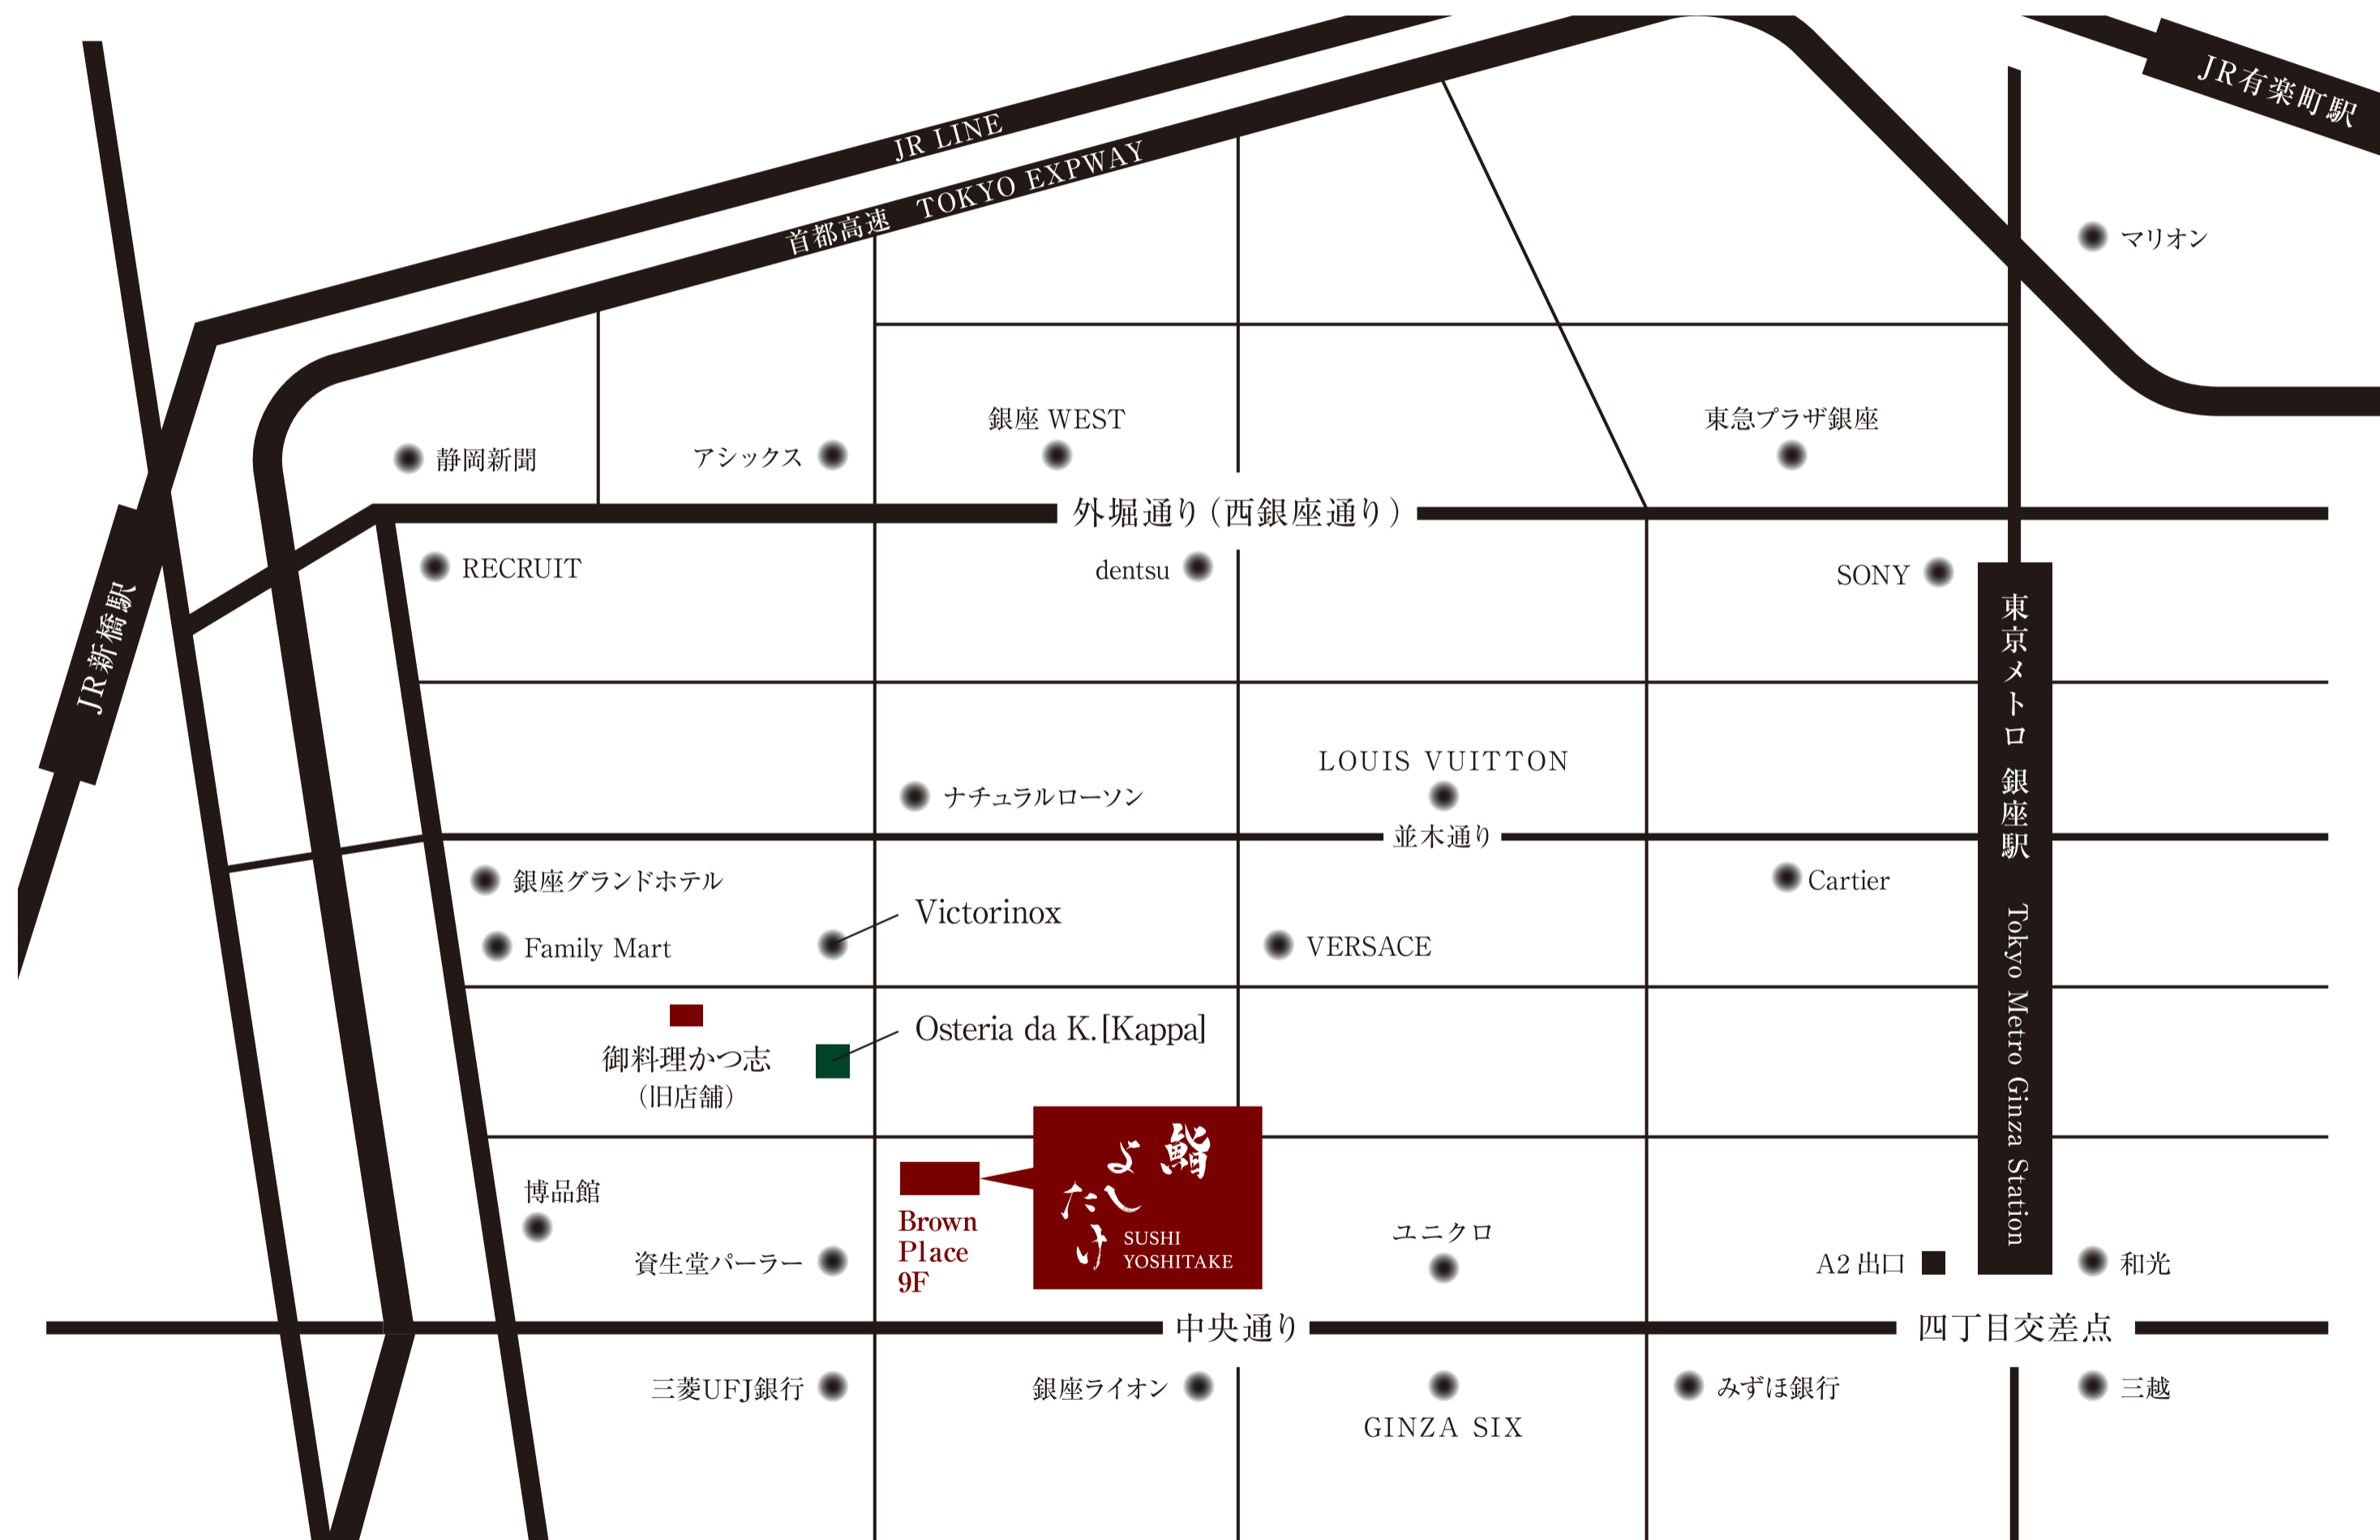 JR有楽町駅
JR LINE
首都高速 TOKYO EXPWAY
マリオン
銀座 WEST
東急プラザ銀座
静岡新聞
アシックス
外堀通り（西銀座通り）
RECRUIT
dentsu
SONY
JR新橋駅
東京メトロ 銀座駅 Tokyo Metro Ginza Station
LOUIS VUITTON
ナチュラルローソン
並木通り
銀座グランドホテル
Cartier
Victorinox
Family Mart
VERSACE
Osteria da K.[Kappa]
御料理かつ志
（旧店舗）
鮨
よしたけ
SUSHI
YOSHITAKE
博品館
Brown
Place
9F
ユニクロ
資生堂パーラー
A2 出口
和光
中央通り
四丁目交差点
三菱UFJ銀行
銀座ライオン
みずほ銀行
三越
GINZA SIX